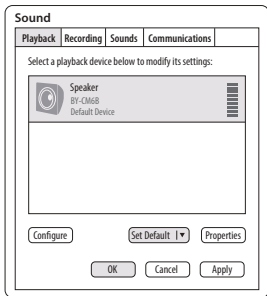 Sound
Playback Recording Sounds Communications
Select a playback device below to modify its settings:
Speaker
BY-CM6B
Default Device
Configure Set Default Properties
OK Cancel Apply